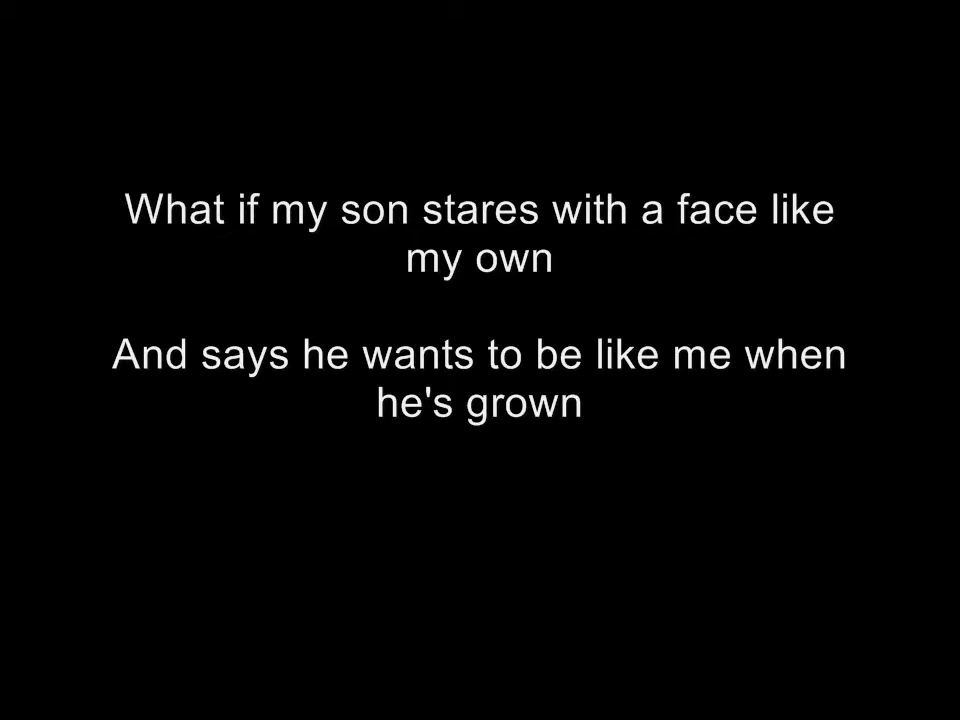 What if my son stares with a face like
my own
And says he wants to be like me when
he's grown